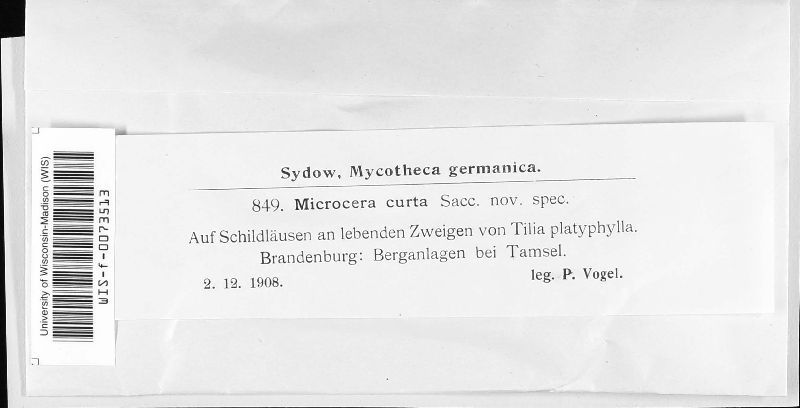 Sydow, Mycotheca germanica.
849. Microcera curta Sacc. nov. spec.
Auf Schildläusen an lebenden Zweigen von Tilia platyphylla.
Brandenburg: Berganlagen bei Tamsel.
2. 12. 1908. leg. P. Vogel.
University of Wisconsin-Madison (WIS)
WIS-f-0073513